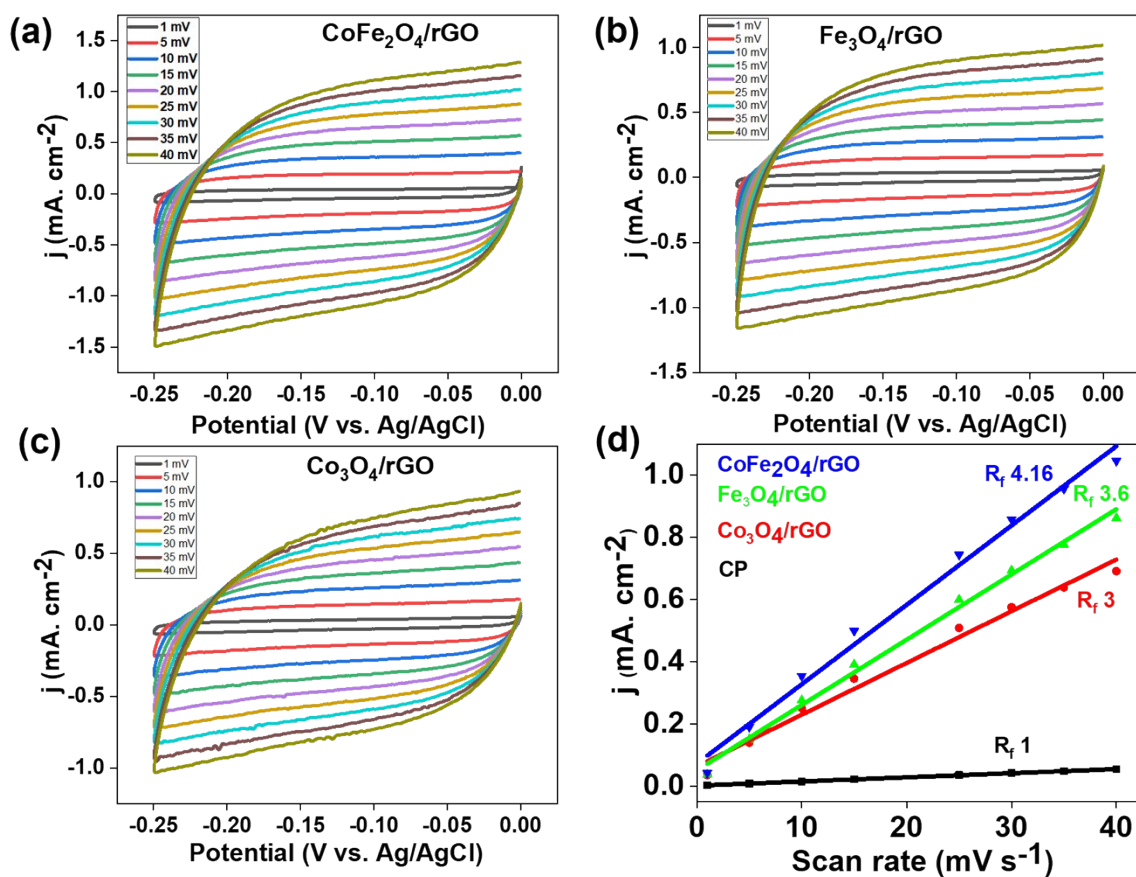 (a)
CoFe2O4/rGO
1 mV
5 mV
10 mV
15 mV
20 mV
25 mV
30 mV
35 mV
40 mV
1.5
1.0
0.5
0.0
-0.5
-1.0
-1.5
j (mA. cm-2)
-0.25 -0.20 -0.15 -0.10 -0.05 0.00
Potential (V vs. Ag/AgCl)
(b)
Fe3O4/rGO
1 mV
5 mV
10 mV
15 mV
20 mV
25 mV
30 mV
35 mV
40 mV
1.0
0.5
0.0
-0.5
-1.0
-1.5
j (mA. cm-2)
-0.25 -0.20 -0.15 -0.10 -0.05 0.00
Potential (V vs. Ag/AgCl)
(c)
Co3O4/rGO
1 mV
5 mV
10 mV
15 mV
20 mV
25 mV
30 mV
35 mV
40 mV
1.0
0.5
0.0
-0.5
-1.0
j (mA. cm-2)
-0.25 -0.20 -0.15 -0.10 -0.05 0.00
Potential (V vs. Ag/AgCl)
(d)
CoFe2O4/rGO
Fe3O4/rGO
Co3O4/rGO
CP
Rf 4.16
Rf 3.6
Rf 3
Rf 1
1.0
0.8
0.6
0.4
0.2
0.0
j (mA. cm-2)
0 10 20 30 40
Scan rate (mV s-1)